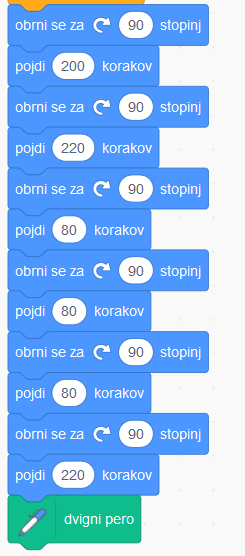 obrni se za 90 stopinj
pojdi 200 korakov
obrni se za 90 stopinj
pojdi 220 korakov
obrni se za 90 stopinj
pojdi 80 korakov
obrni se za 90 stopinj
pojdi 80 korakov
obrni se za 90 stopinj
pojdi 80 korakov
obrni se za 90 stopinj
pojdi 220 korakov
dvigni pero